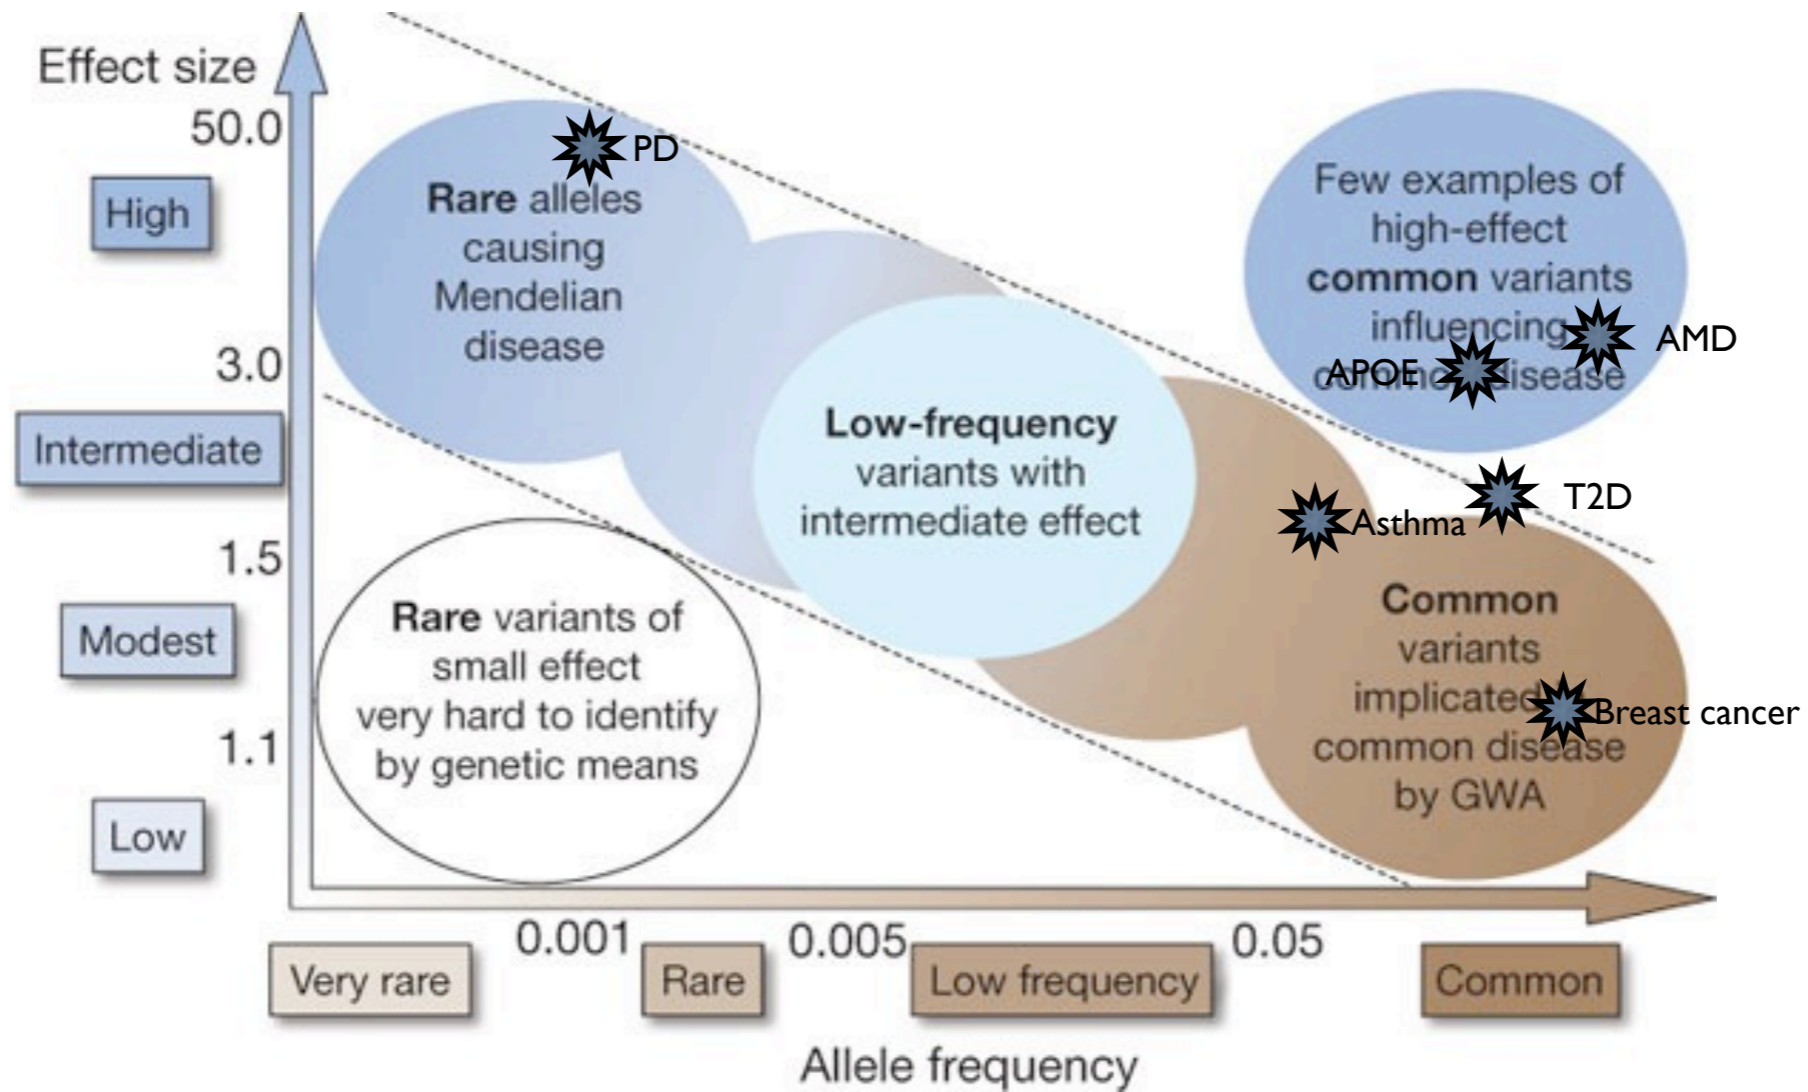 Effect size
50.0
High
3.0
Intermediate
1.5
Modest
1.1
Low
PD
Rare alleles
causing
Mendelian
disease
Few examples of
high-effect
common variants
influencing
common disease
AMD
APOE
Low-frequency
variants with
intermediate effect
T2D
Asthma
Rare variants of
small effect
very hard to identify
by genetic means
Common
variants
implicated
common disease
by GWA
Breast cancer
0.001
0.005
0.05
Very rare
Rare
Low frequency
Common
Allele frequency